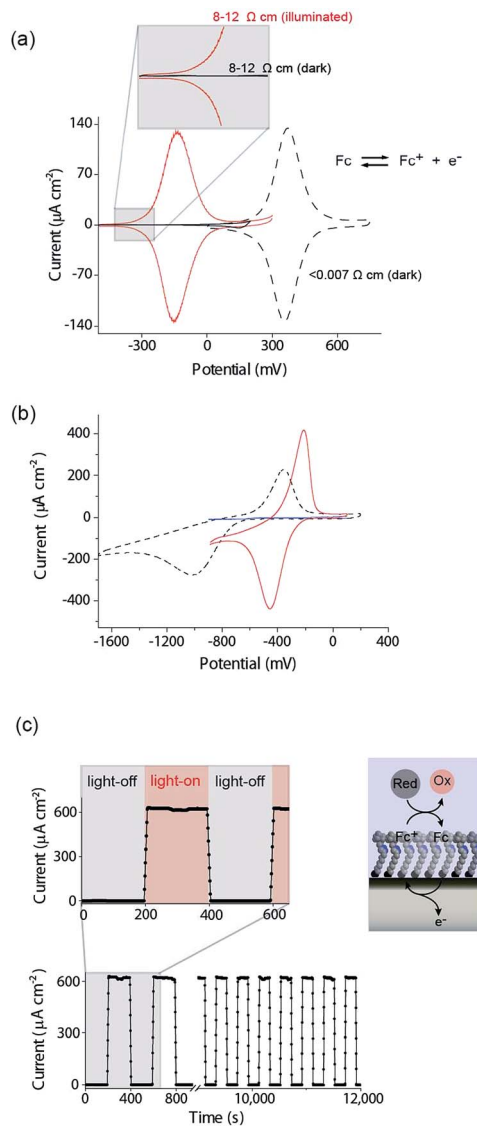 (a)
8-12 Ω cm (illuminated)
8-12 Ω cm (dark)
140
70
0
-70
-140
Current (μA cm⁻²)
Fc ⇌ Fc⁺ + e⁻
<0.007 Ω cm (dark)
-300 0 300 600
Potential (mV)
(b)
400
200
0
-200
-400
Current (μA cm⁻²)
-1600 -1200 -800 -400 0 400
Potential (mV)
(c)
light-off light-on light-off
600
300
0
Current (μA cm⁻²)
0 200 400 600
Red Ox
Fc⁺ Fc
e⁻
600
300
0
Current (μA cm⁻²)
0 400 800 10,000 12,000
Time (s)